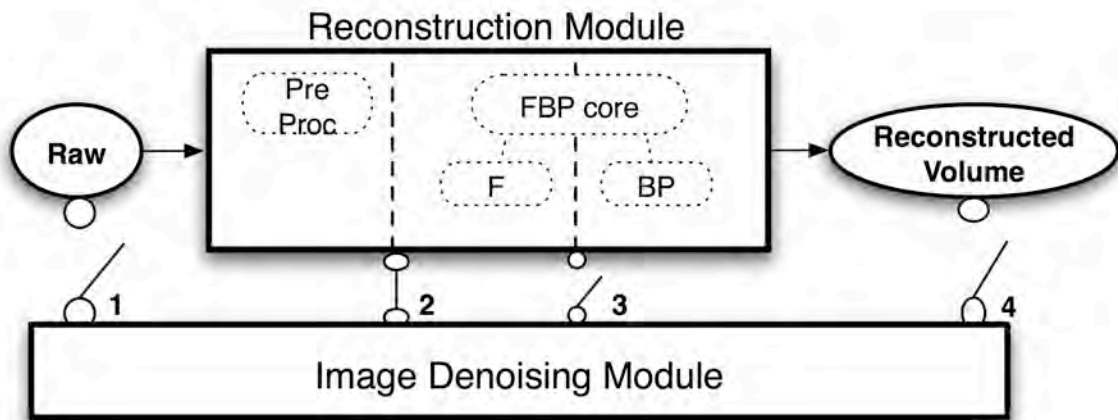 Reconstruction Module
Pre
Proc
FBP core
Raw
F
BP
Reconstructed
Volume
1
2
3
4
Image Denoising Module